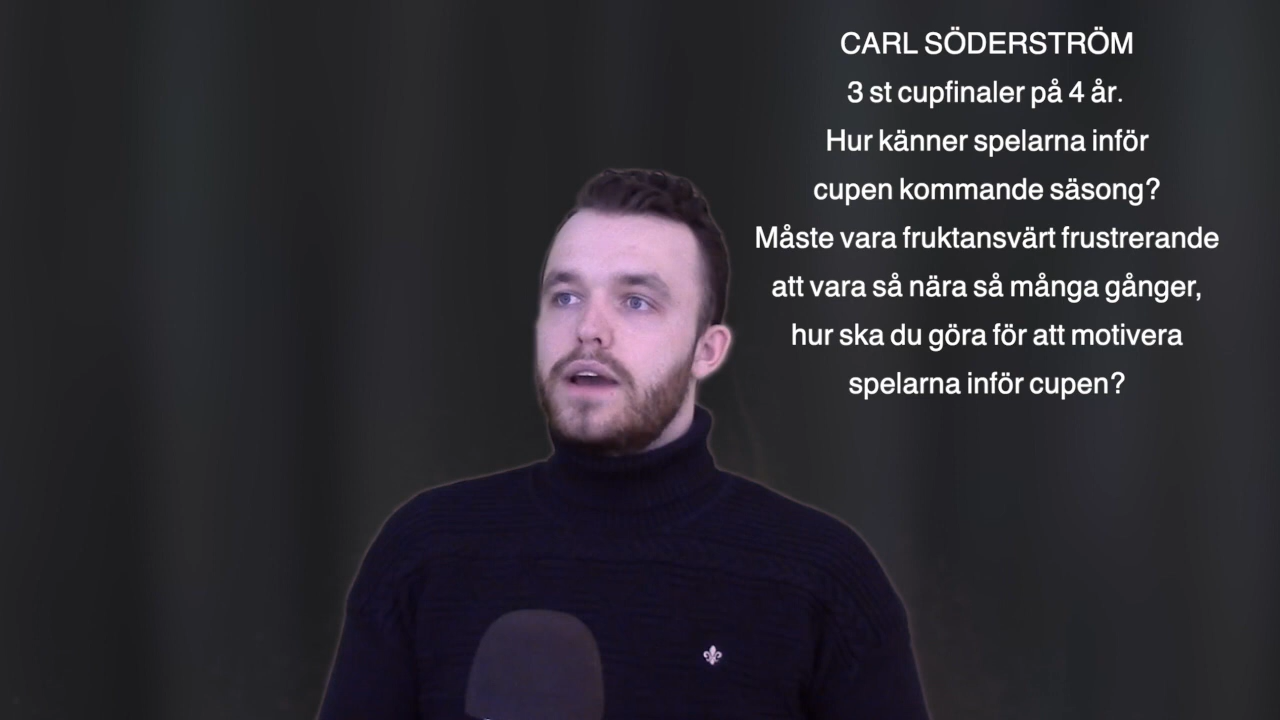 CARL SÖDERSTRÖM
3 st cupfinaler på 4 år.
Hur känner spelarna inför
cupen kommande säsong?
Måste vara fruktansvärt frustrerande
att vara så nära så många gånger,
hur ska du göra för att motivera
spelarna inför cupen?